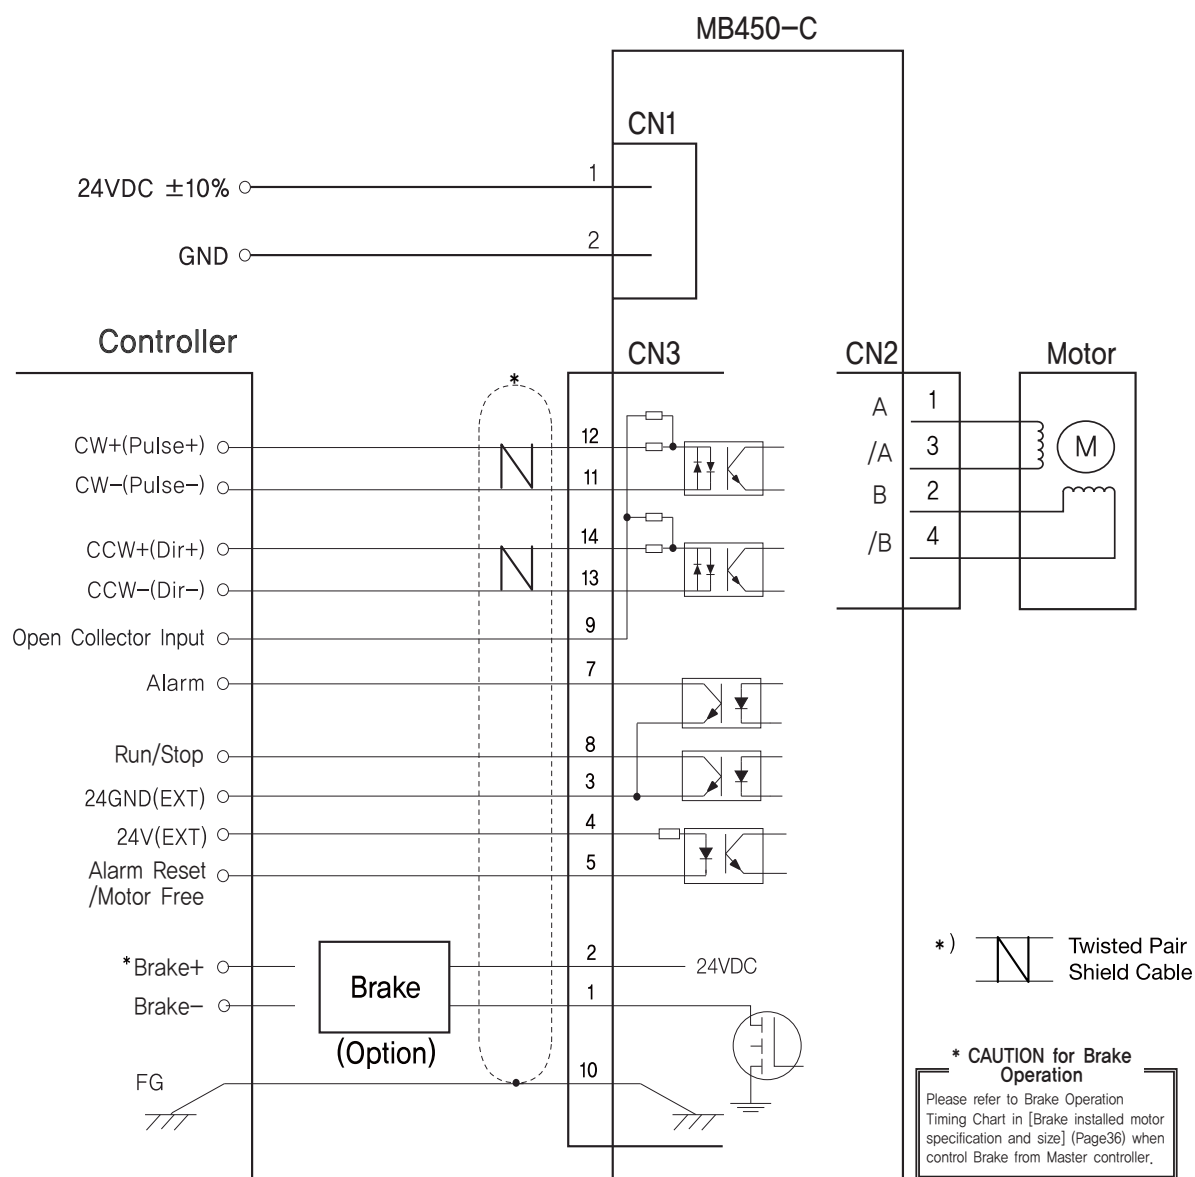 MB450-C
CN1
24VDC ±10%
1
GND
2
Controller
CN3
CN2
Motor
*
CW+(Pulse+)
12
CW-(Pulse-)
11
CCW+(Dir+)
14
CCW-(Dir-)
13
Open Collector Input
9
Alarm
7
Run/Stop
8
24GND(EXT)
3
24V(EXT)
4
Alarm Reset
/Motor Free
5
*Brake+
2
24VDC
Brake-
1
Brake
(Option)
FG
10
A
1
/A
3
B
2
/B
4
M
*)
Twisted Pair
Shield Cable
* CAUTION for Brake
Operation
Please refer to Brake Operation
Timing Chart in [Brake installed motor
specification and size] (Page36) when
control Brake from Master controller.